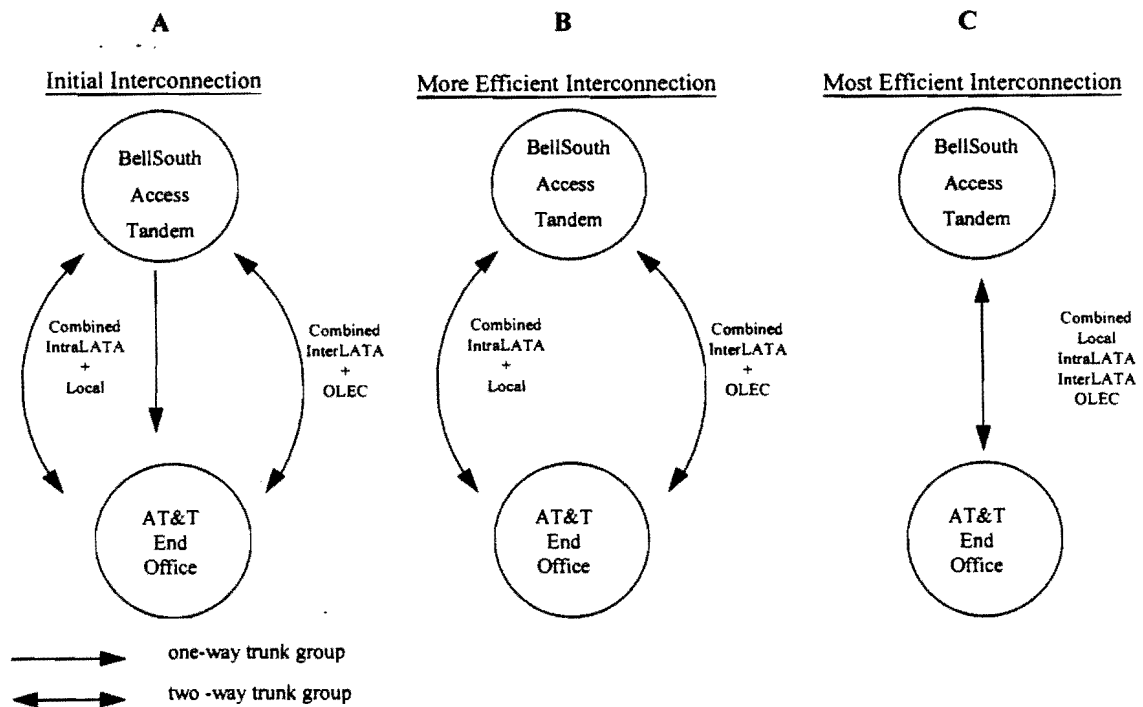 A
Initial Interconnection
BellSouth
Access
Tandem
Combined
IntraLATA
+
Local
Combined
InterLATA
+
OLEC
AT&T
End
Office
B
More Efficient Interconnection
BellSouth
Access
Tandem
Combined
IntraLATA
+
Local
Combined
InterLATA
+
OLEC
AT&T
End
Office
C
Most Efficient Interconnection
BellSouth
Access
Tandem
Combined
Local
IntraLATA
InterLATA
OLEC
AT&T
End
Office
one-way trunk group
two -way trunk group